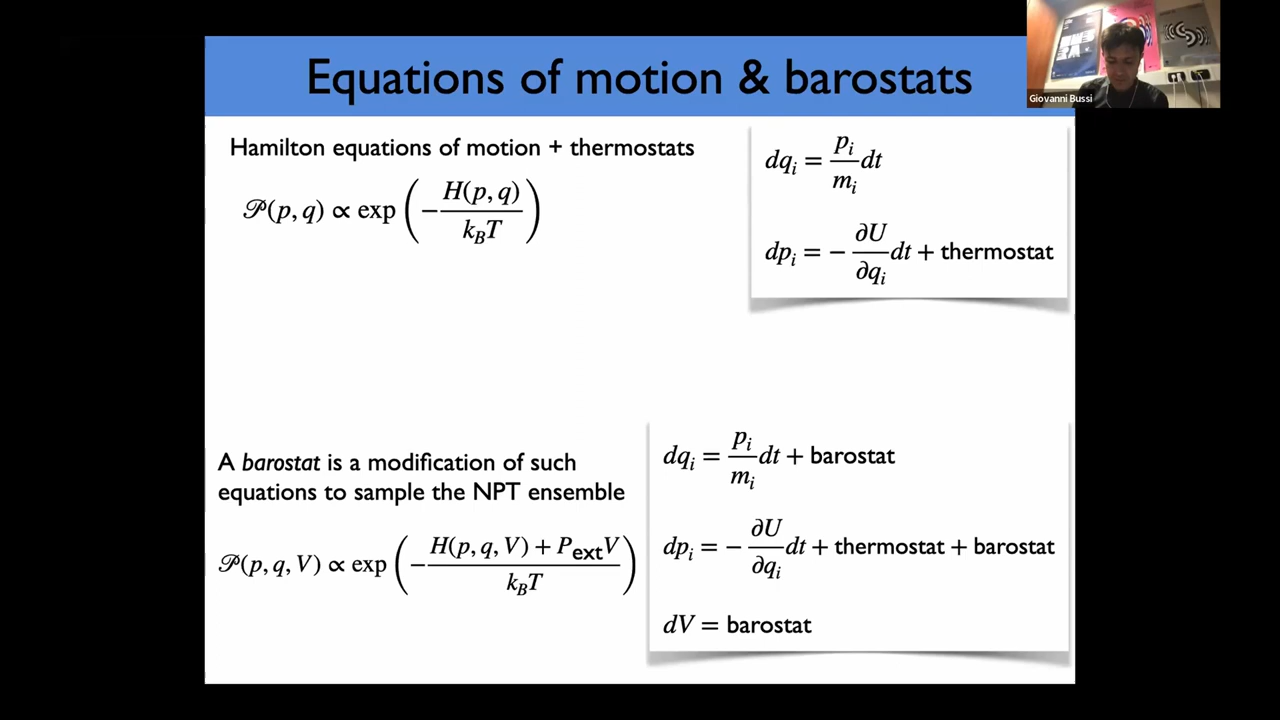 Equations of motion & barostats
Giovanni Bussi
Hamilton equations of motion + thermostats
𝒫(p, q) ∝ exp (− H(p, q) / k_B T)
dq_i = p_i / m_i dt
dp_i = − ∂U / ∂q_i dt + thermostat
A barostat is a modification of such
equations to sample the NPT ensemble
𝒫(p, q, V) ∝ exp (− H(p, q, V) + P_ext V / k_B T)
dq_i = p_i / m_i dt + barostat
dp_i = − ∂U / ∂q_i dt + thermostat + barostat
dV = barostat